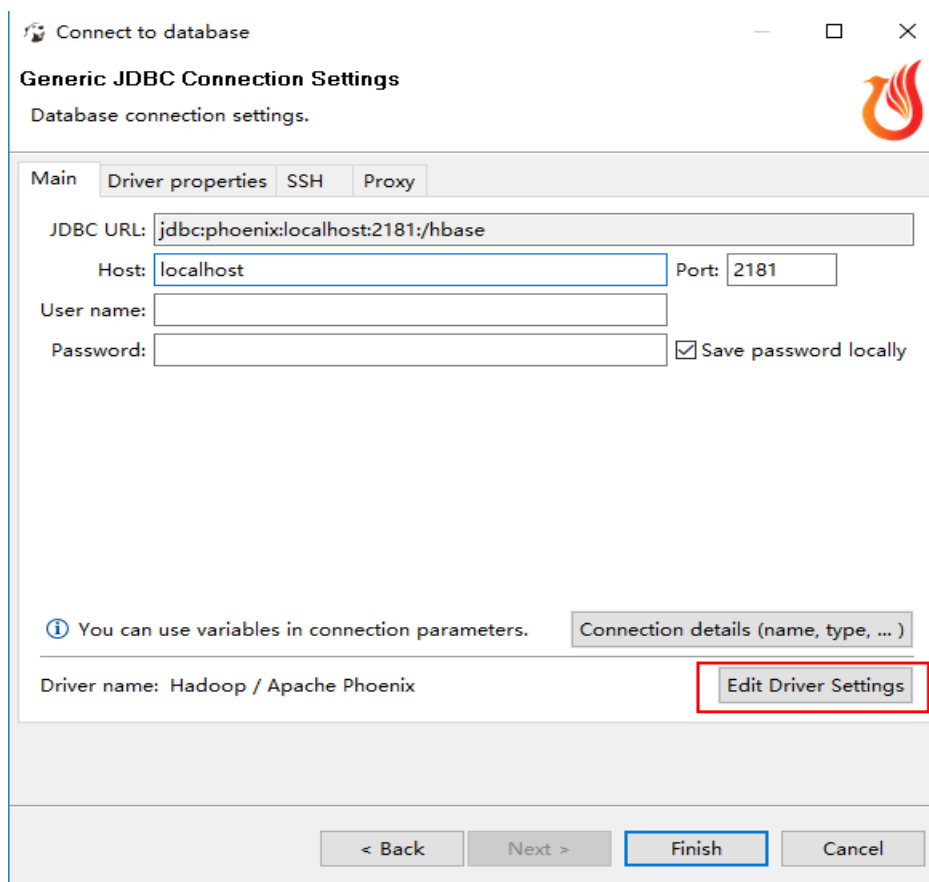 Connect to database
Generic JDBC Connection Settings
Database connection settings.
Main Driver properties SSH Proxy
JDBC URL: jdbc:phoenix:localhost:2181:/hbase
Host: localhost Port: 2181
User name:
Password: Save password locally
You can use variables in connection parameters. Connection details (name, type, ... )
Driver name: Hadoop / Apache Phoenix Edit Driver Settings
< Back Next > Finish Cancel